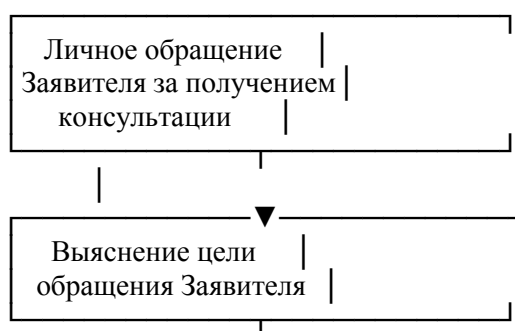 Личное обращение
Заявителя за получением
консультации
Выяснение цели
обращения Заявителя